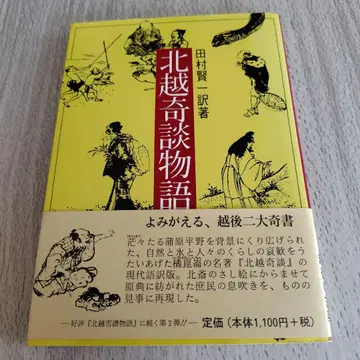 田村賢一訳著
北越奇談物語
よみがえる、越後二大奇書
茫々たる蒲原平野を背景にくり広げられ
た、自然と水と人々のくらしの哀歓をう
たいあげた橘崑崙の名著『北越奇談』の
現代語訳版。北斎のさし絵にからませて
原典に紡がれた庶民の息吹きを、ものの
見事に再現した。
―好評『北越雪譜物語』に続く第2弾!!― 定価(本体1,100円+税)